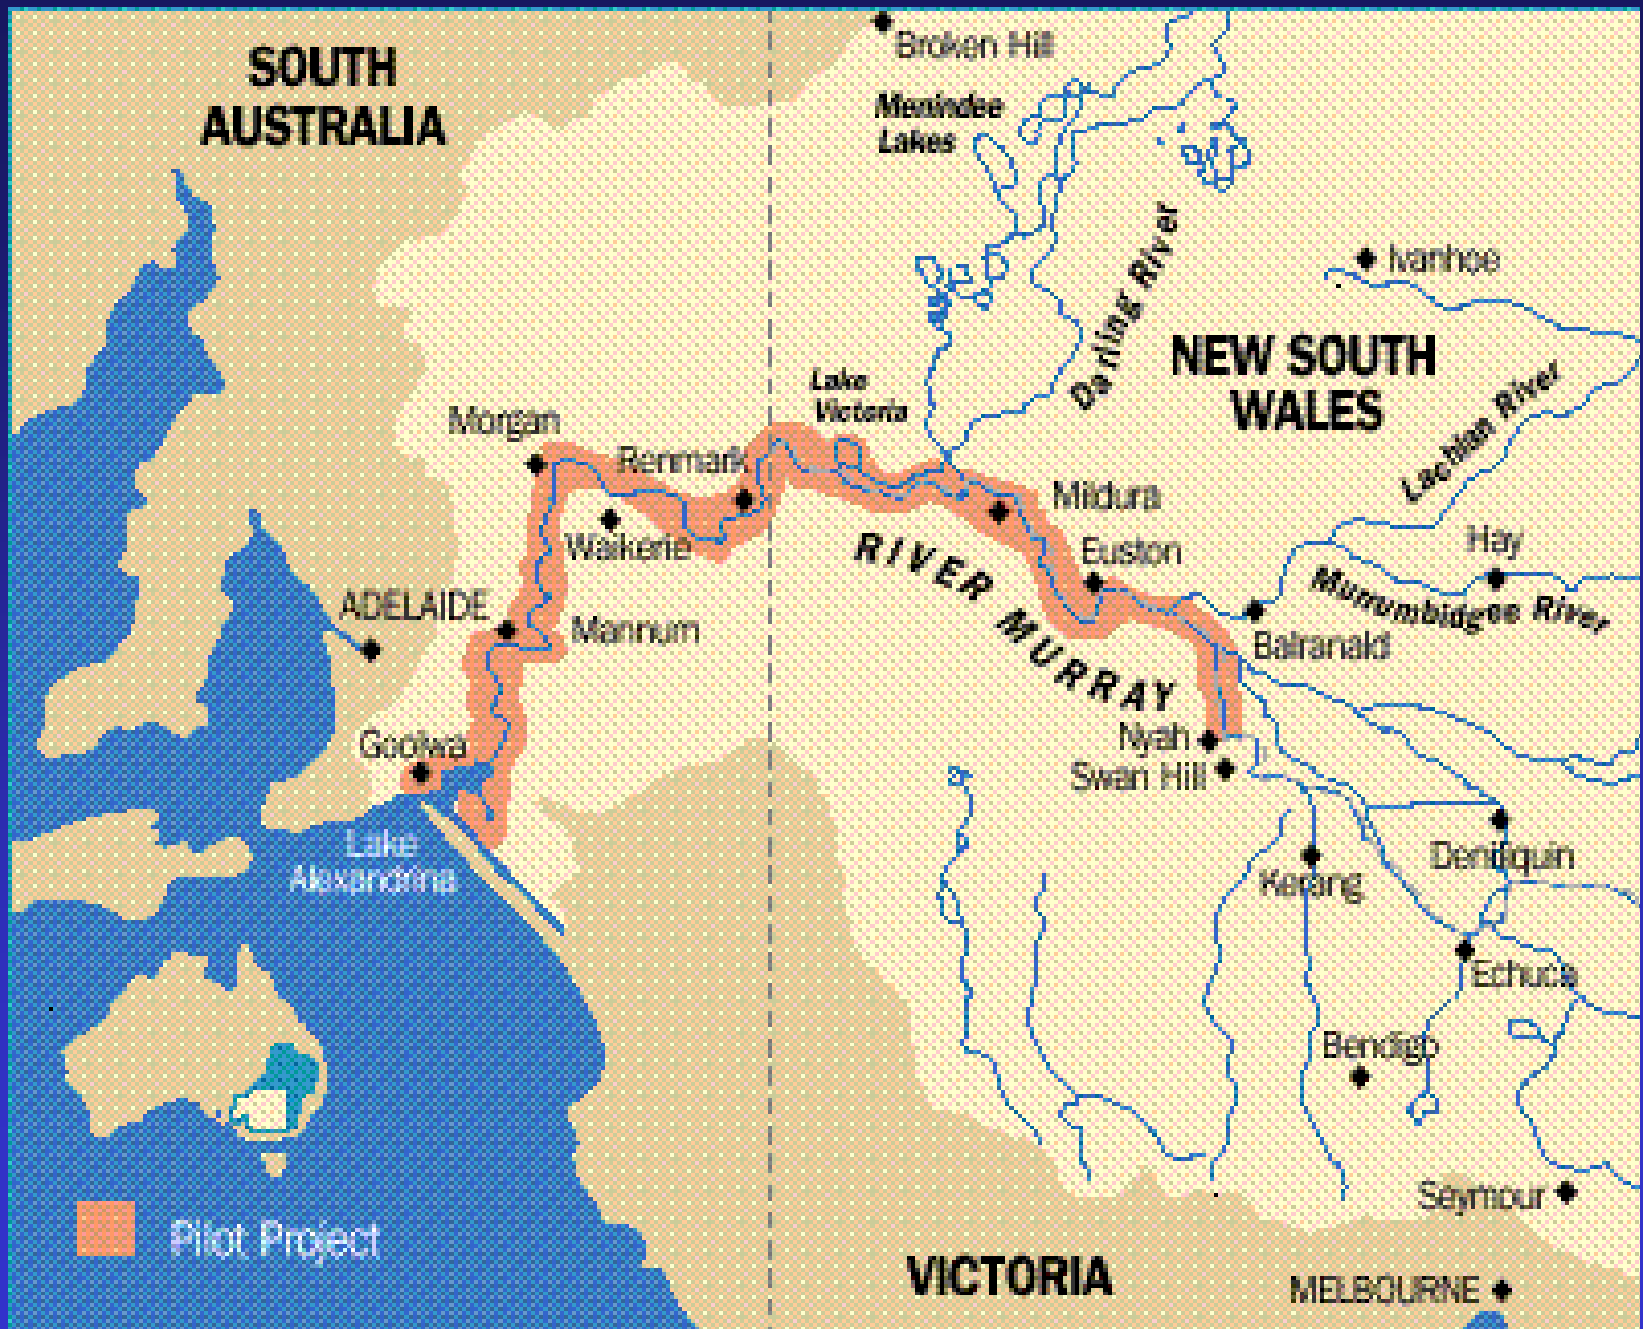 SOUTH
AUSTRALIA
Broken Hill
Menindee
Lakes
Darling River
Ivanhoe
NEW SOUTH
WALES
Lachlan River
Lake
Victoria
Morgan
Renmark
Mildura
Waikerie
RIVER MURRAY
Euston
Hay
Murrumbidgee River
ADELAIDE
Mannum
Balranald
Goolwa
Nyah
Swan Hill
Lake
Alexandrina
Kerang
Deniliquin
Echuca
Bendigo
Seymour
Pilot Project
VICTORIA
MELBOURNE